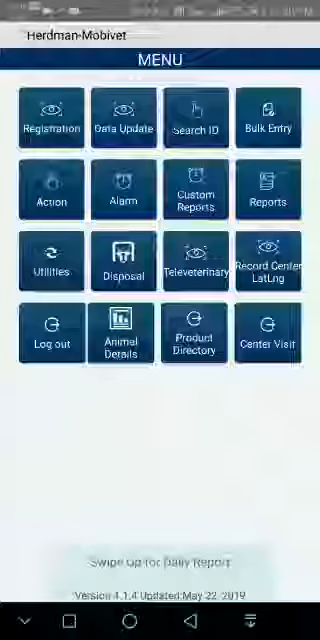 Herdman-Mobivet
MENU
Registration
Data Update
Search ID
Bulk Entry
Action
Alarm
Custom
Reports
Reports
Utilities
Disposal
Televeterinary
Record Center
LatLng
Log out
Animal
Details
Product
Directory
Center Visit
Swipe Up for Daily Report
Version 4.1.4 Updated:May 22, 2019